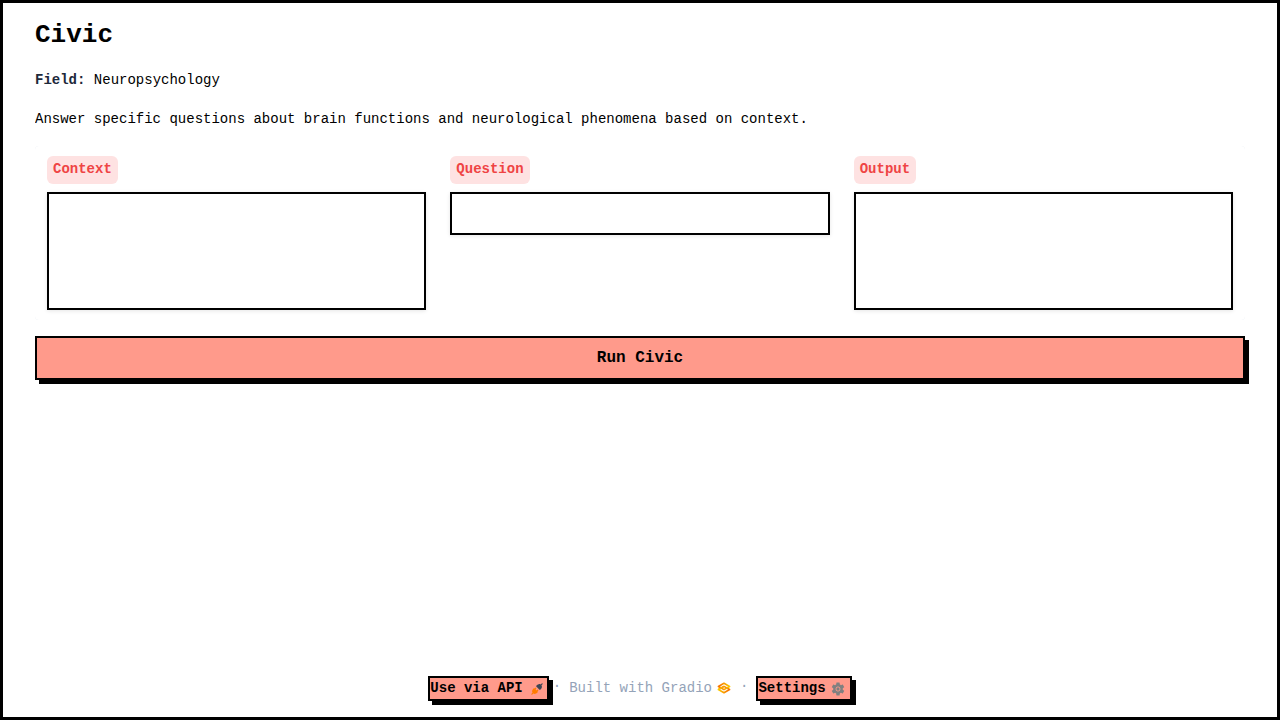 Civic
Field: Neuropsychology
Answer specific questions about brain functions and neurological phenomena based on context.
Context
Question
Output
Run Civic
Use via API
· Built with Gradio
· Settings